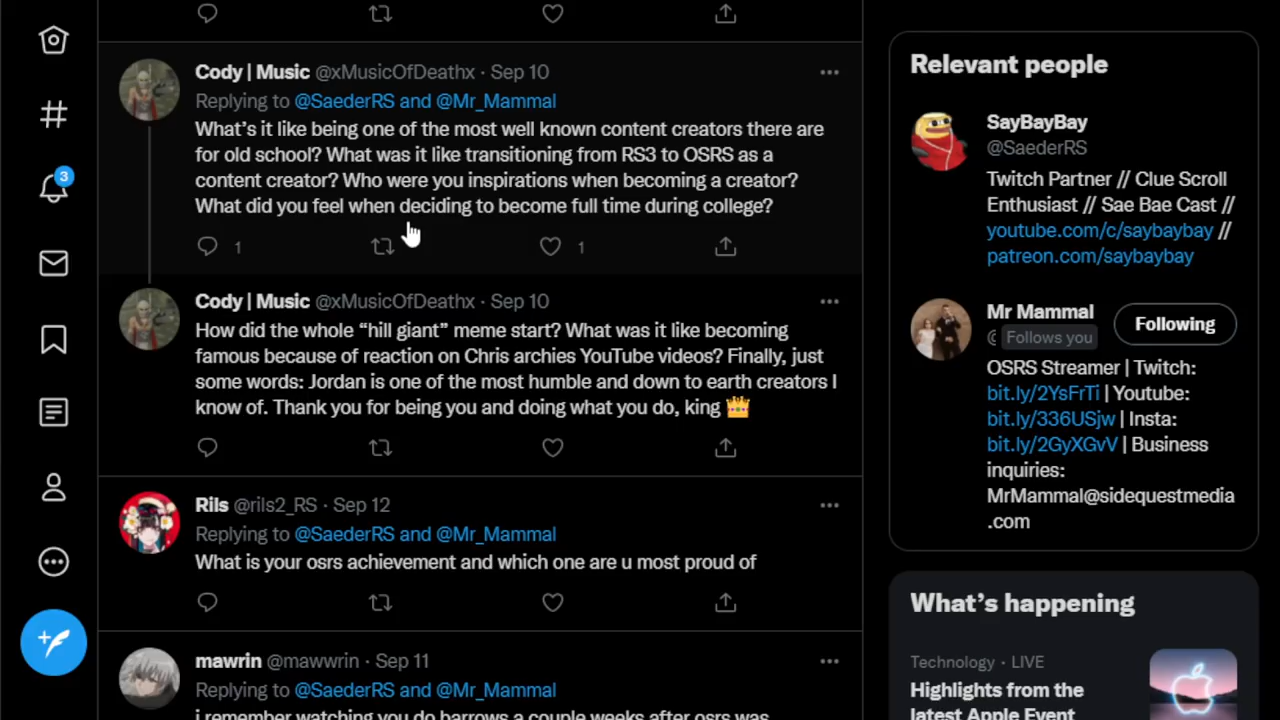 Cody | Music @xMusicOfDeathx · Sep 10
Replying to @SaederRS and @Mr_Mammal
What's it like being one of the most well known content creators there are
for old school? What was it like transitioning from RS3 to OSRS as a
content creator? Who were you inspirations when becoming a creator?
What did you feel when deciding to become full time during college?
1
1
Cody | Music @xMusicOfDeathx · Sep 10
How did the whole “hill giant” meme start? What was it like becoming
famous because of reaction on Chris archies YouTube videos? Finally, just
some words: Jordan is one of the most humble and down to earth creators I
know of. Thank you for being you and doing what you do, king 👑
Rils @rils2_RS · Sep 12
Replying to @SaederRS and @Mr_Mammal
What is your osrs achievement and which one are u most proud of
mawrin @mawwrin · Sep 11
Replying to @SaederRS and @Mr_Mammal
i remember watching you do barrows a couple weeks after osrs was
3
Relevant people
SayBayBay
@SaederRS
Twitch Partner // Clue Scroll
Enthusiast // Sae Bae Cast //
youtube.com/c/saybaybay //
patreon.com/saybaybay
Mr Mammal
Following
@ Follows you
OSRS Streamer | Twitch:
bit.ly/2YsFrTi | Youtube:
bit.ly/336USjw | Insta:
bit.ly/2GyXGvV | Business
inquiries:
MrMammal@sidequestmedia
.com
What's happening
Technology · LIVE
Highlights from the
latest Apple Event